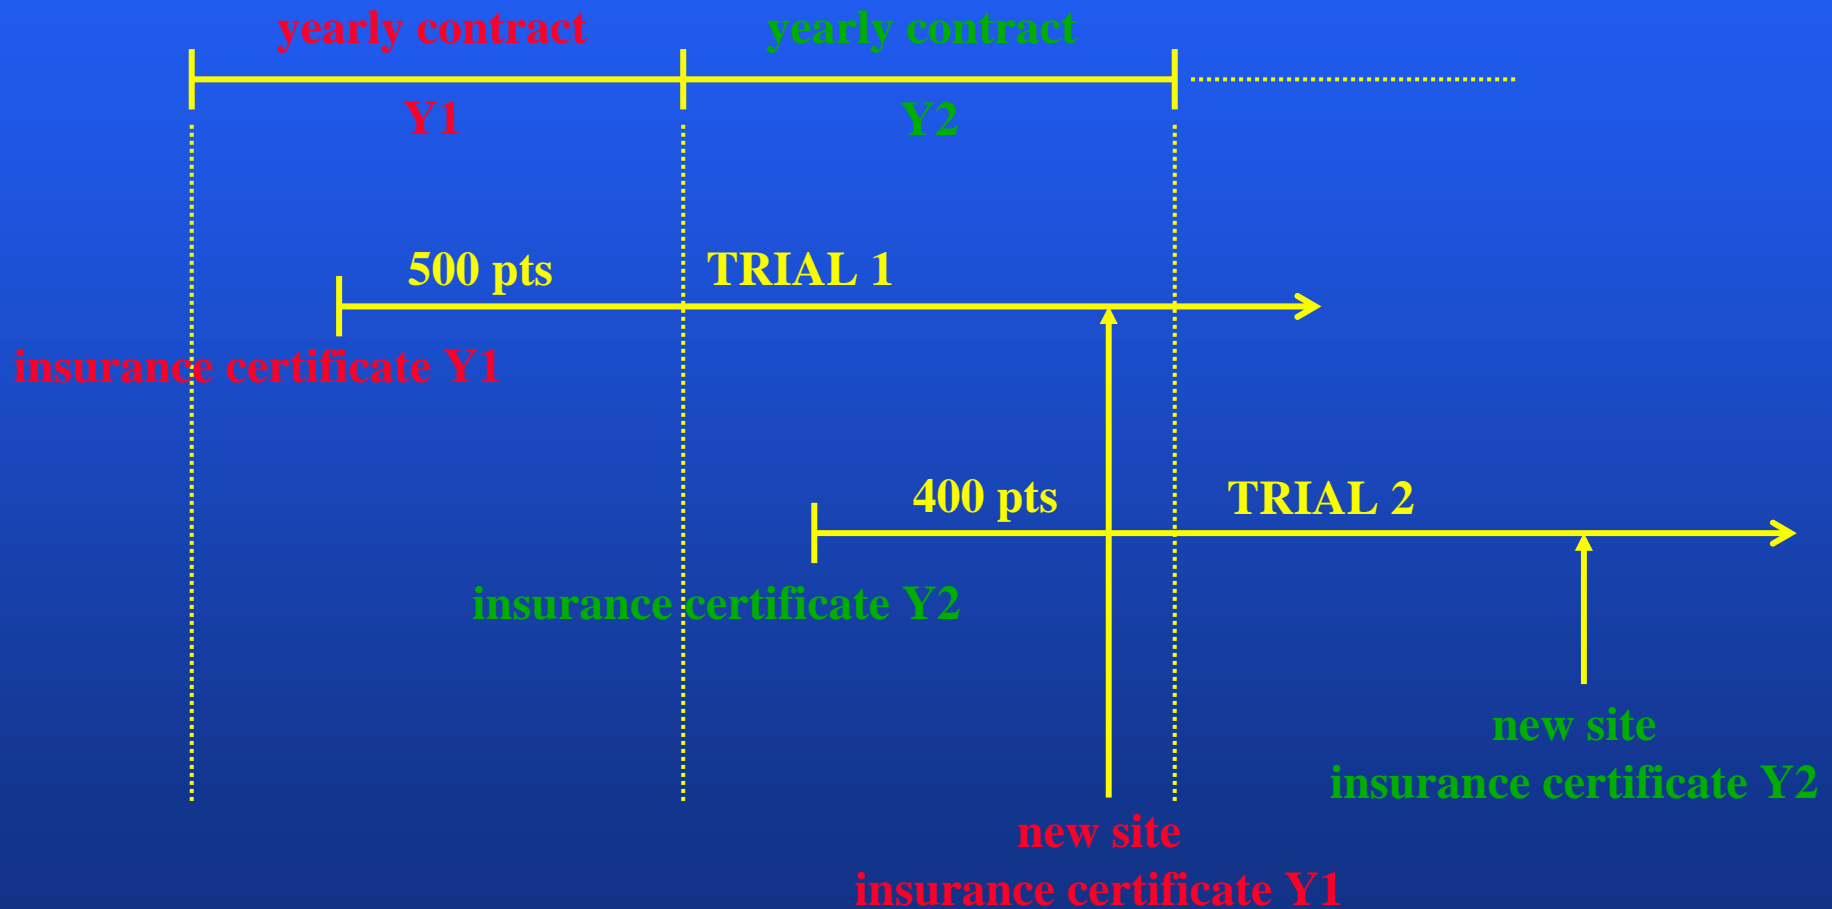 yearly contract
yearly contract
Y1
Y2
500 pts
TRIAL 1
insurance certificate Y1
400 pts
TRIAL 2
insurance certificate Y2
new site
insurance certificate Y2
new site
insurance certificate Y1